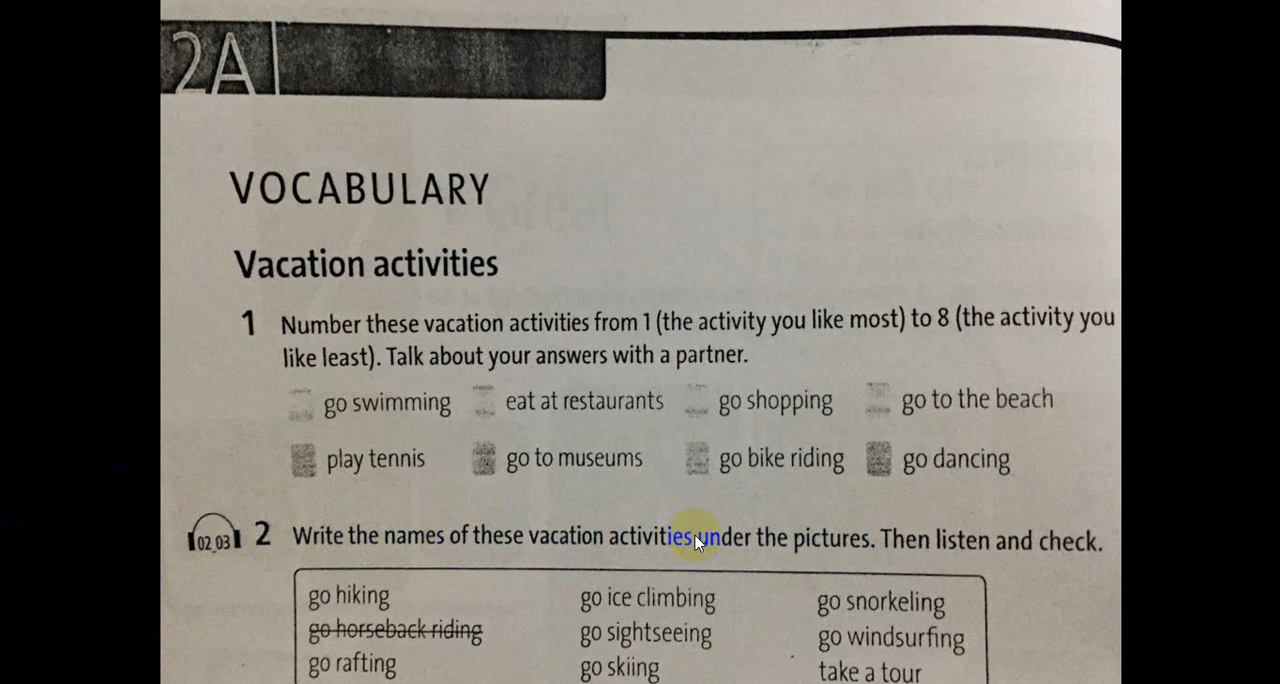 2A
VOCABULARY
Vacation activities
1 Number these vacation activities from 1 (the activity you like most) to 8 (the activity you
like least). Talk about your answers with a partner.
go swimming eat at restaurants go shopping go to the beach
play tennis go to museums go bike riding go dancing
02_03 2 Write the names of these vacation activities under the pictures. Then listen and check.
go hiking go ice climbing go snorkeling
go horseback riding go sightseeing go windsurfing
go rafting go skiing take a tour